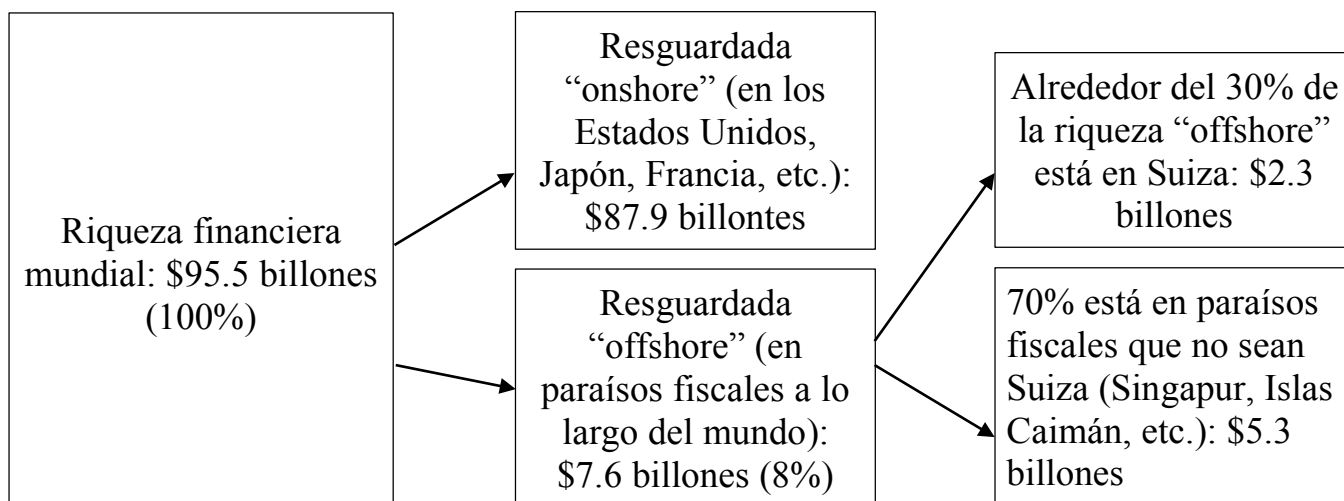 Riqueza financiera
mundial: $95.5 billones
(100%)
Resguardada
“onshore” (en los
Estados Unidos,
Japón, Francia, etc.):
$87.9 billontes
Resguardada
“offshore” (en
paraísos fiscales a lo
largo del mundo):
$7.6 billones (8%)
Alrededor del 30% de
la riqueza “offshore”
está en Suiza: $2.3
billones
70% está en paraísos
fiscales que no sean
Suiza (Singapur, Islas
Caimán, etc.): $5.3
billones